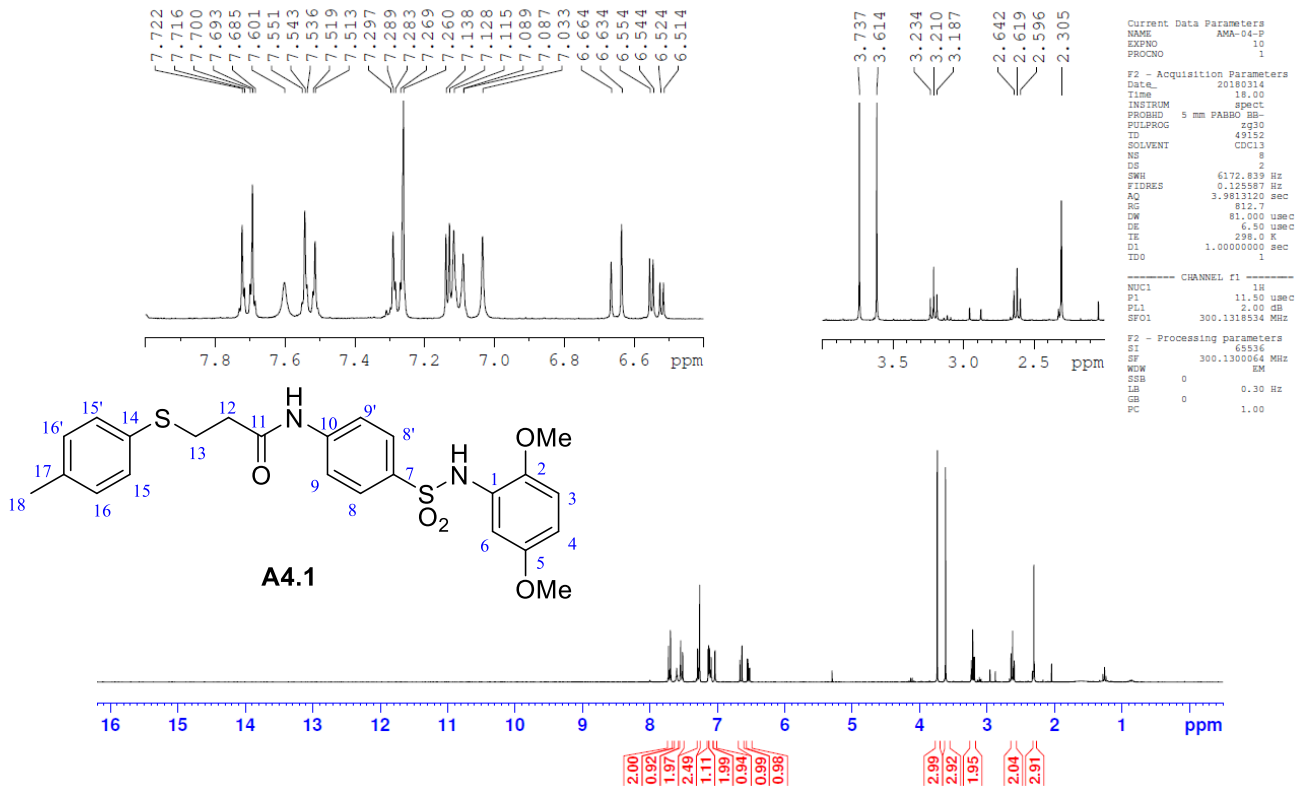 7.722
7.716
7.700
7.693
7.685
7.601
7.551
7.543
7.536
7.519
7.513
7.297
7.289
7.283
7.269
7.260
7.138
7.128
7.115
7.089
7.087
7.033
6.664
6.634
6.554
6.544
6.524
6.514
3.737
3.614
3.234
3.210
3.187
2.642
2.619
2.596
2.305
7.8 7.6 7.4 7.2 7.0 6.8 6.6 ppm
3.5 3.0 2.5 ppm
Current Data Parameters
NAME AMA-04-P
EXPNO 10
PROCNO 1
F2 - Acquisition Parameters
Date_ 20180314
Time 18.00
INSTRUM spect
PROBHD 5 mm PABBO BB-
PULPROG zg30
TD 49152
SOLVENT CDCl3
NS 8
DS 2
SWH 6172.839 Hz
FIDRES 0.125587 Hz
AQ 3.9813120 sec
RG 812.7
DW 81.000 usec
DE 6.50 usec
TE 298.0 K
D1 1.00000000 sec
TD0 1
======== CHANNEL f1 ========
NUC1 1H
P1 11.50 usec
PL1 2.00 dB
SFO1 300.1318534 MHz
F2 - Processing parameters
SI 65536
SF 300.1300064 MHz
WDW EM
SSB 0
LB 0.30 Hz
GB 0
PC 1.00
15' 14 S 12 H N 10 9'
16' 11 8' H N OMe
17 13 O 7 1 2
18 16 15 9 8 S O2 6 3
5 4
OMe
A4.1
16 15 14 13 12 11 10 9 8 7 6 5 4 3 2 1 ppm
2.00
0.92
1.97
2.49
1.11
1.99
0.94
0.99
0.98
2.99
2.92
1.95
2.04
2.91